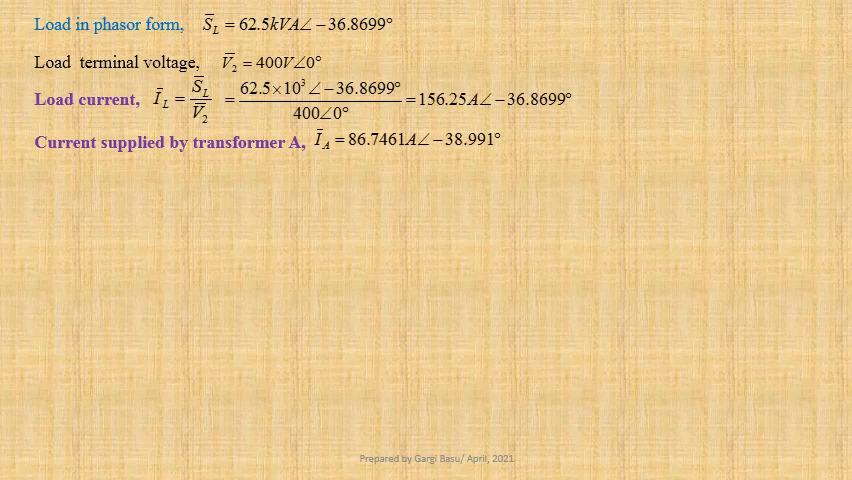 Load in phasor form, S̅_L = 62.5kVA∠−36.8699°
Load terminal voltage, V̅_2 = 400V∠0°
Load current, I̅_L = S̅_L / V̅_2 = 62.5×10³∠−36.8699° / 400∠0° = 156.25A∠−36.8699°
Current supplied by transformer A, I̅_A = 86.7461A∠−38.991°
Prepared by Gargi Basu/ April, 2021.